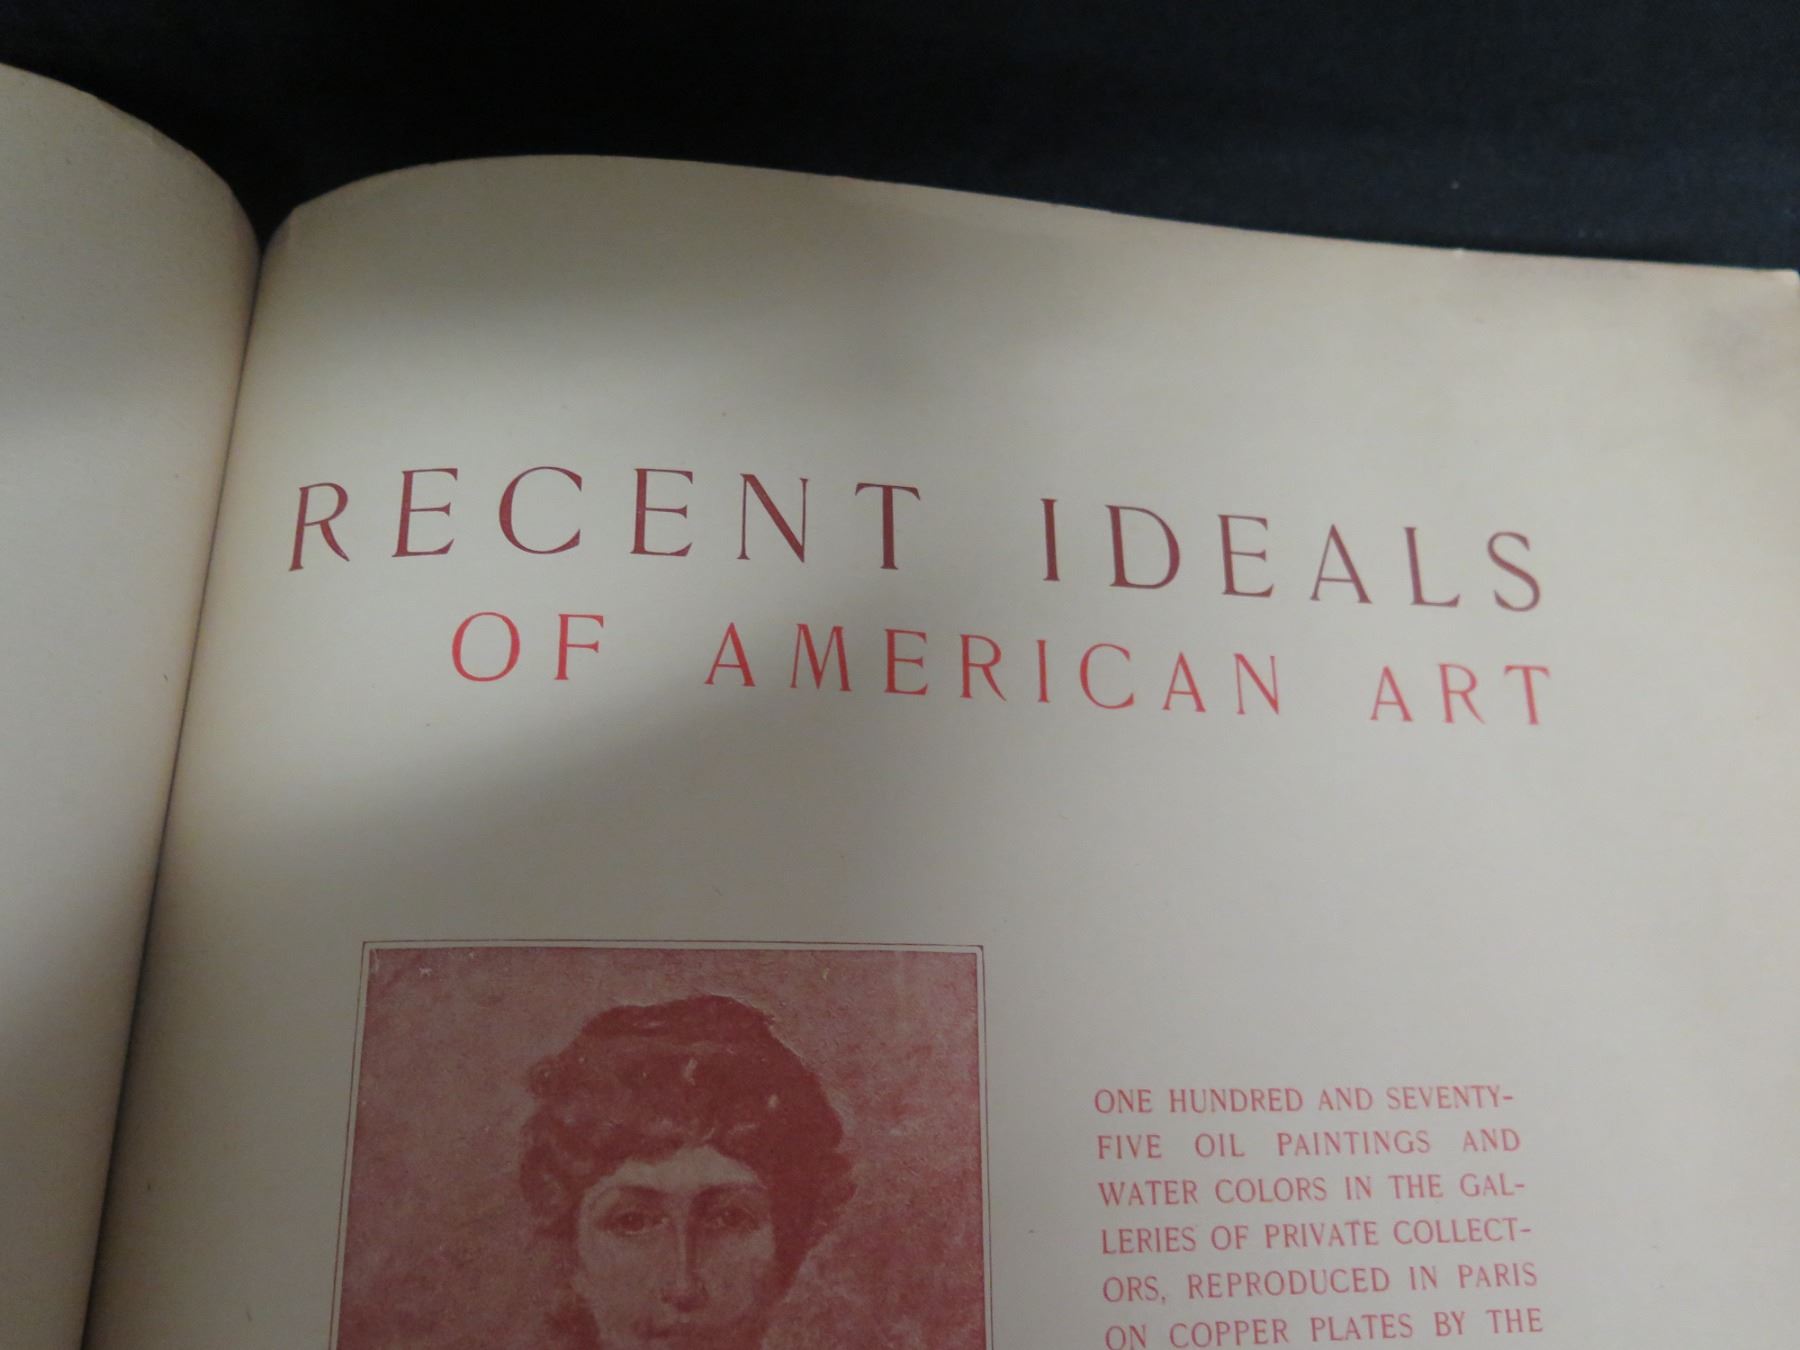 RECENT IDEALS
OF AMERICAN ART
ONE HUNDRED AND SEVENTY-
FIVE OIL PAINTINGS AND
WATER COLORS IN THE GAL-
LERIES OF PRIVATE COLLECT-
ORS, REPRODUCED IN PARIS
ON COPPER PLATES BY THE